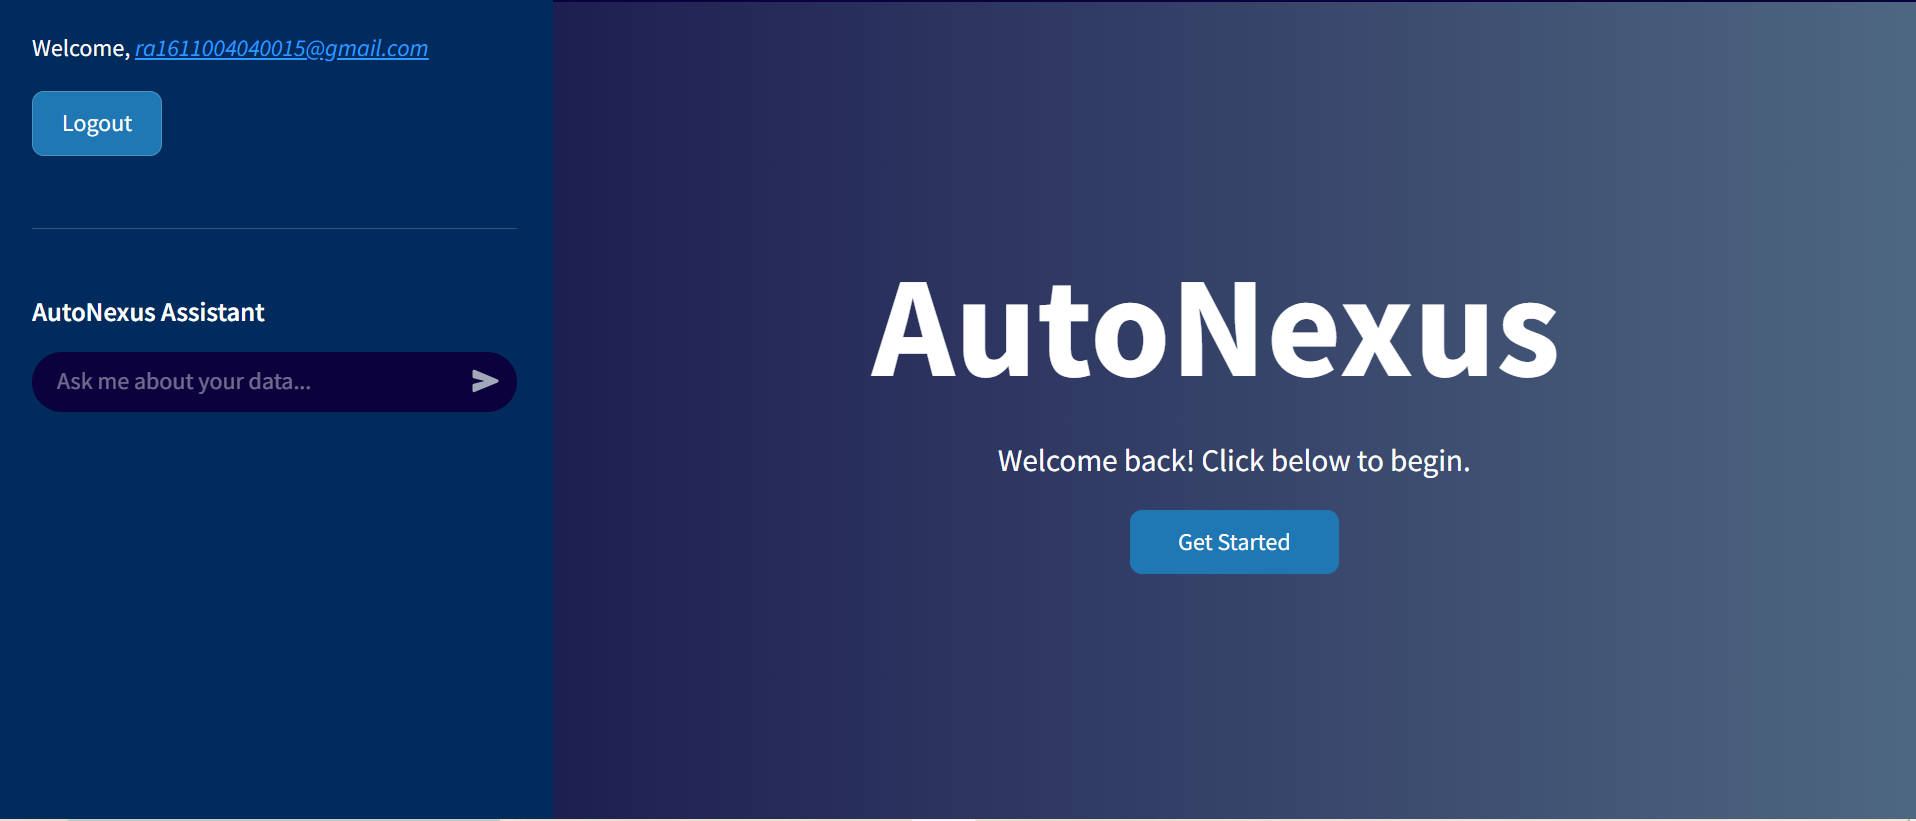 Welcome, ra1611004040015@gmail.com
Logout
AutoNexus Assistant
Ask me about your data...
AutoNexus
Welcome back! Click below to begin.
Get Started